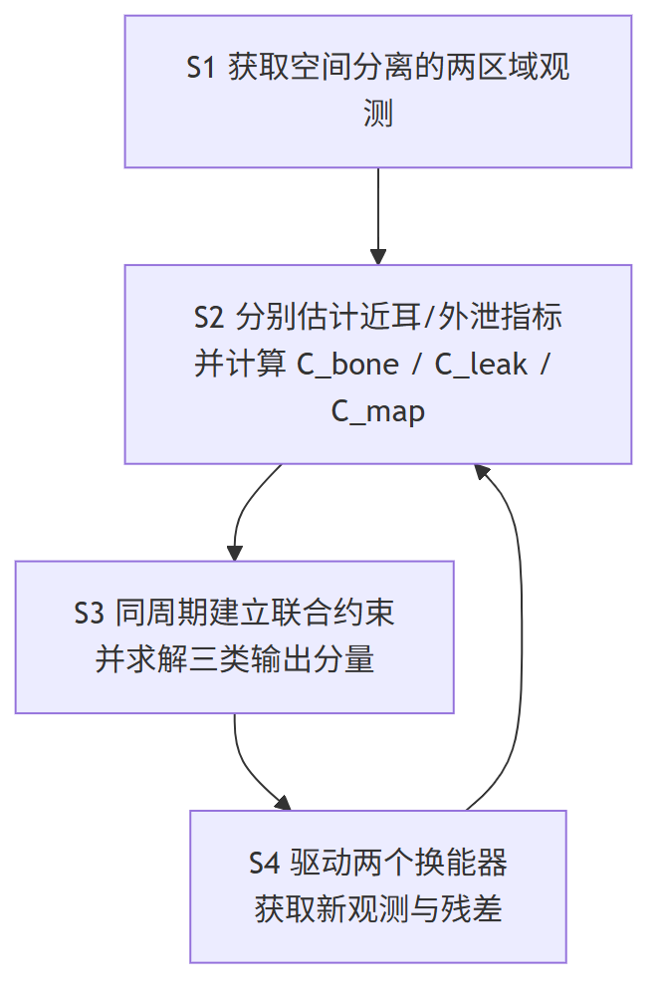 S1 获取空间分离的两区域观
测
S2 分别估计近耳/外泄指标
并计算 C_bone / C_leak /
C_map
S3 同周期建立联合约束
并求解三类输出分量
S4 驱动两个换能器
获取新观测与残差